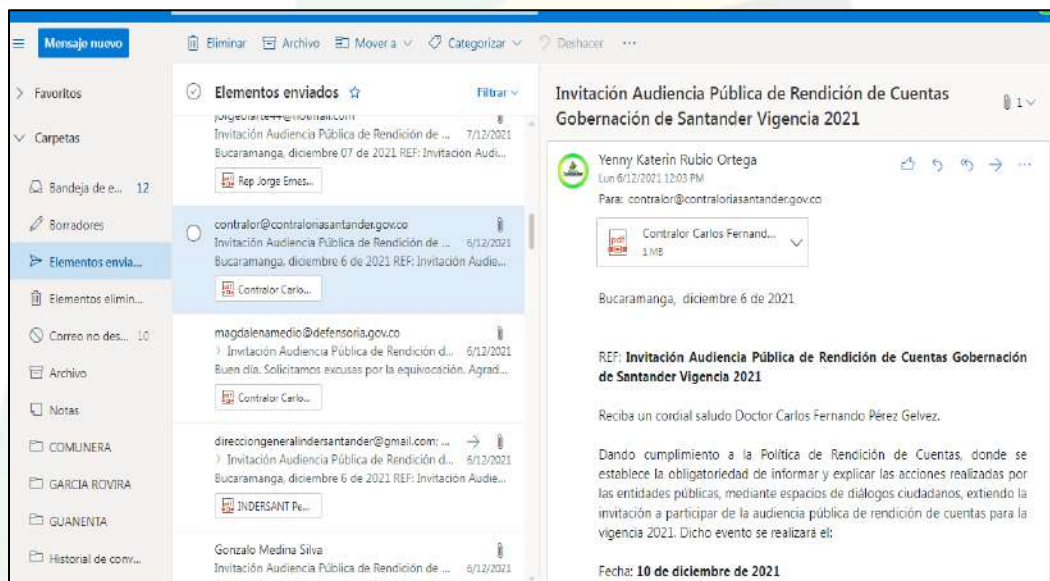 Mensaje nuevo
Eliminar Archivo Mover a Categorizar Deshacer ...
Favoritos
Carpetas
Bandeja de e... 12
Borradores
Elementos envia...
Elementos elimin...
Correo no des... 10
Archivo
Notas
COMUNERA
GARCIA ROVIRA
GUANENTA
Historial de conv...
Elementos enviados Filtrar
Invitación Audiencia Pública de Rendición de ... 7/12/2021
Bucaramanga, diciembre 07 de 2021 REF: Invitación Audi...
Rep Jorge Ernes...
contralor@contraloriasantander.gov.co
Invitación Audiencia Pública de Rendición de ... 6/12/2021
Bucaramanga, diciembre 6 de 2021 REF: Invitación Audie...
Contralor Carlo...
magdalenamedio@defensoria.gov.co
> Invitación Audiencia Pública de Rendición d... 6/12/2021
Buen día. Solicitamos excusas por la equivocación. Agrad...
Contralor Carlo...
direcciongeneralindersantander@gmail.com; ...
> Invitación Audiencia Pública de Rendición d... 6/12/2021
Bucaramanga, diciembre 6 de 2021 REF: Invitación Audie...
INDERSANT Pe...
Gonzalo Medina Silva
Invitación Audiencia Pública de Rendición de ... 6/12/2021
Invitación Audiencia Pública de Rendición de Cuentas
Gobernación de Santander Vigencia 2021
1
Yenny Katerin Rubio Ortega
Lun 6/12/2021 12:03 PM
Para: contralor@contraloriasantander.gov.co
pdf
Contralor Carlos Fernand...
1 MB
Bucaramanga, diciembre 6 de 2021
REF: Invitación Audiencia Pública de Rendición de Cuentas Gobernación
de Santander Vigencia 2021
Reciba un cordial saludo Doctor Carlos Fernando Pérez Gelvez.
Dando cumplimiento a la Política de Rendición de Cuentas, donde se
establece la obligatoriedad de informar y explicar las acciones realizadas por
las entidades públicas, mediante espacios de diálogos ciudadanos, extiendo la
invitación a participar de la audiencia pública de rendición de cuentas para la
vigencia 2021. Dicho evento se realizará el:
Fecha: 10 de diciembre de 2021